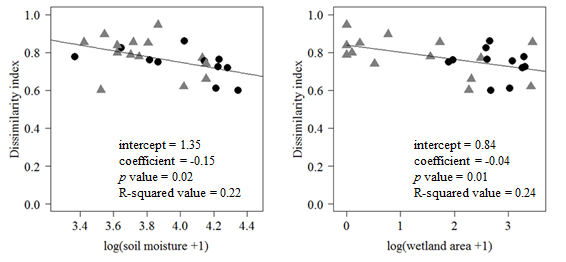 Dissimilarity index
1.0
0.8
0.6
0.4
0.2
0.0
intercept = 1.35
coefficient = -0.15
p value = 0.02
R-squared value = 0.22
3.4 3.6 3.8 4.0 4.2 4.4
log(soil moisture +1)
Dissimilarity index
1.0
0.8
0.6
0.4
0.2
0.0
intercept = 0.84
coefficient = -0.04
p value = 0.01
R-squared value = 0.24
0 1 2 3
log(wetland area +1)